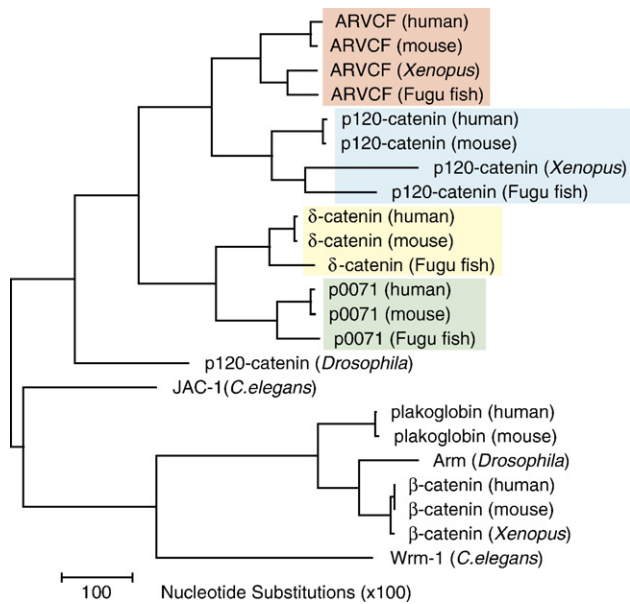 ARVCF (human)
ARVCF (mouse)
ARVCF (Xenopus)
ARVCF (Fugu fish)
p120-catenin (human)
p120-catenin (mouse)
p120-catenin (Xenopus)
p120-catenin (Fugu fish)
δ-catenin (human)
δ-catenin (mouse)
δ-catenin (Fugu fish)
p0071 (human)
p0071 (mouse)
p0071 (Fugu fish)
p120-catenin (Drosophila)
JAC-1(C.elegans)
plakoglobin (human)
plakoglobin (mouse)
Arm (Drosophila)
β-catenin (human)
β-catenin (mouse)
β-catenin (Xenopus)
Wrm-1 (C.elegans)
100 Nucleotide Substitutions (x100)